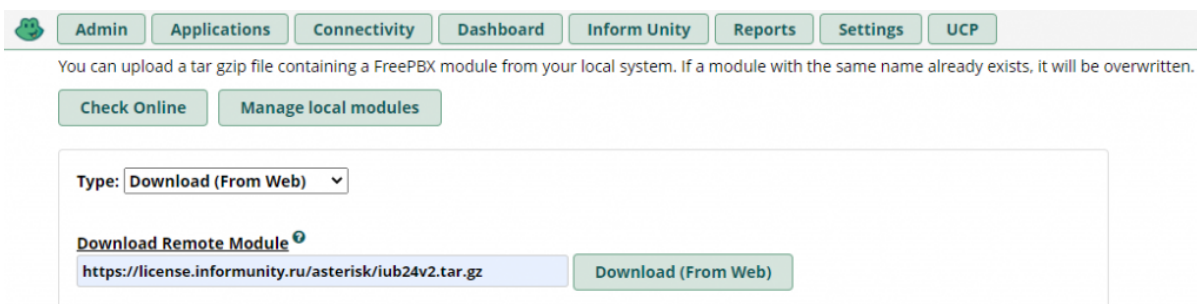 Admin Applications Connectivity Dashboard Inform Unity Reports Settings UCP
You can upload a tar gzip file containing a FreePBX module from your local system. If a module with the same name already exists, it will be overwritten.
Check Online Manage local modules
Type: Download (From Web)
Download Remote Module
https://license.informunity.ru/asterisk/iub24v2.tar.gz Download (From Web)